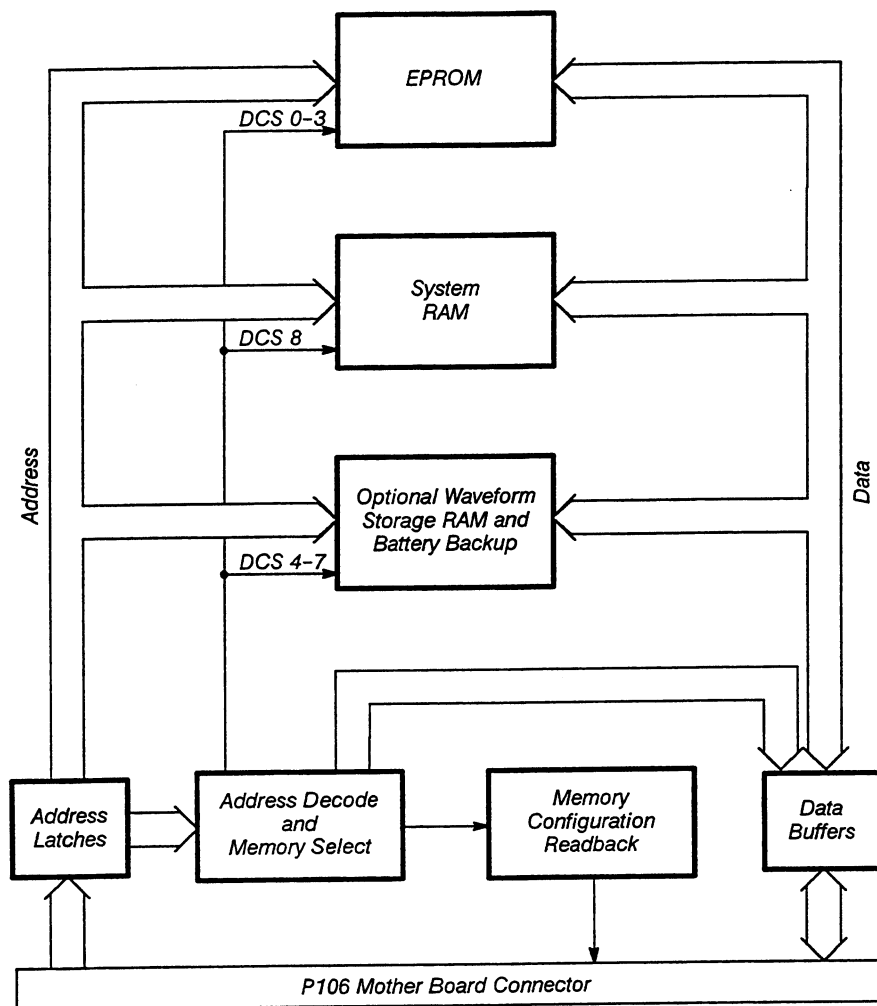 EPROM
DCS 0-3
System
RAM
DCS 8
Address
Data
Optional Waveform
Storage RAM and
Battery Backup
DCS 4-7
Address
Latches
Address Decode
and
Memory Select
Memory
Configuration
Readback
Data
Buffers
P106 Mother Board Connector